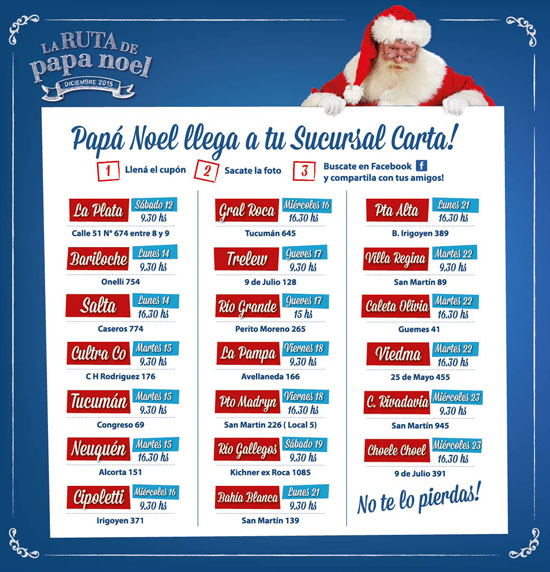 LA RUTA DE
papa noel
DICIEMBRE 2015
Papá Noel llega a tu Sucursal Carta!
1 Llená el cupón
2 Sacate la foto
3 Buscate en Facebook f
y compartila con tus amigos!
La Plata Sábado 12
9.30 hs
Calle 51 N° 674 entre 8 y 9
Bariloche Lunes 14
9.30 hs
Onelli 754
Salta Lunes 14
16.30 hs
Caseros 774
Cultra Co Martes 15
9.30 hs
C H Rodriguez 176
Tucumán Martes 15
9.30 hs
Congreso 69
Neuquén Martes 15
16.30 hs
Alcorta 151
Cipoletti Miércoles 16
9.30 hs
Irigoyen 371
Gral Roca Miércoles 16
16.30 hs
Tucumán 645
Trelew Jueves 17
9.30 hs
9 de Julio 128
Río Grande Jueves 17
15 hs
Perito Moreno 265
La Pampa Viernes 18
9.30 hs
Avellaneda 166
Pto Madryn Viernes 18
16.30 hs
San Martin 226 ( Local 5)
Río Gallegos Sábado 19
9.30 hs
Kichner ex Roca 1085
Bahía Blanca Lunes 21
9.30 hs
San Martín 139
Pta Alta Lunes 21
16.30 hs
B. Irigoyen 389
Villa Regina Martes 22
9.30 hs
San Martín 89
Caleta Olivia Martes 22
16.30 hs
Guemes 41
Viedma Martes 22
16.30 hs
25 de Mayo 455
C. Rivadavia Miércoles 23
9.30 hs
San Martín 945
Choele Choel Miércoles 23
16.30 hs
9 de Julio 391
No te lo pierdas!